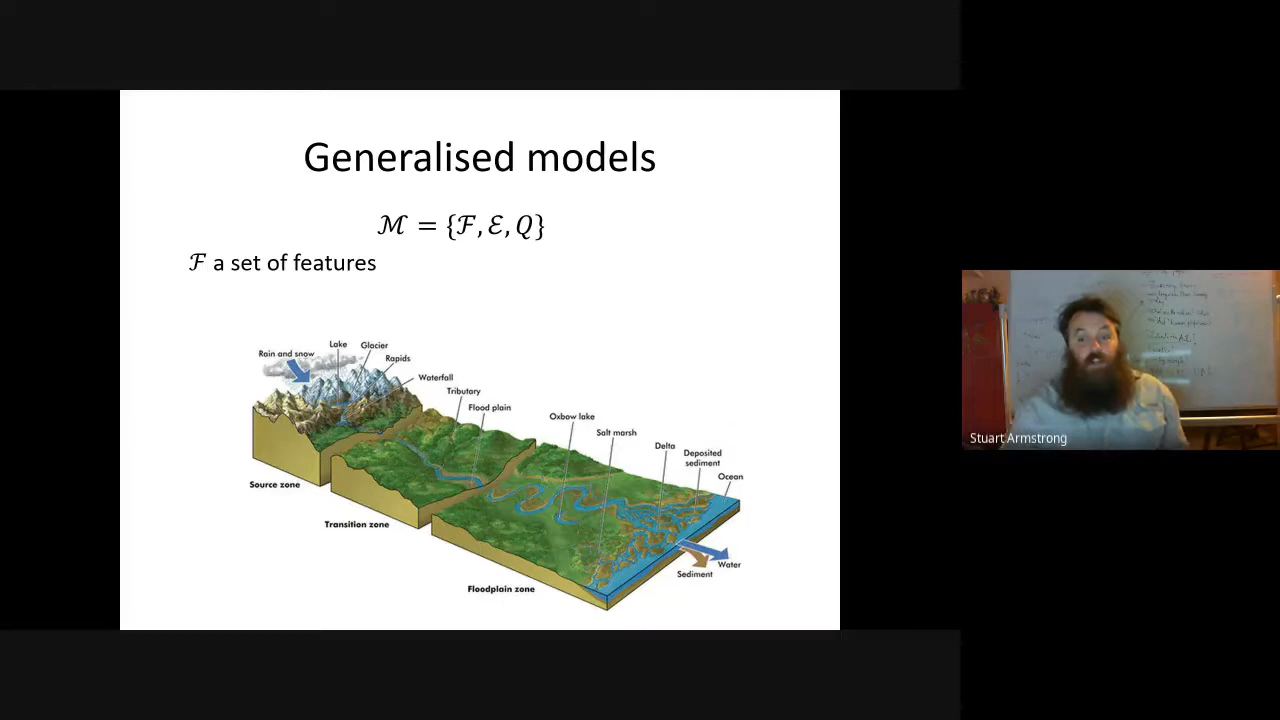 Generalised models
ℳ = {ℱ, ℰ, Q}
ℱ a set of features
Rain and snow
Lake
Glacier
Rapids
Waterfall
Tributary
Flood plain
Oxbow lake
Salt marsh
Delta
Deposited
sediment
Ocean
Source zone
Transition zone
Floodplain zone
Sediment
Water
Stuart Armstrong